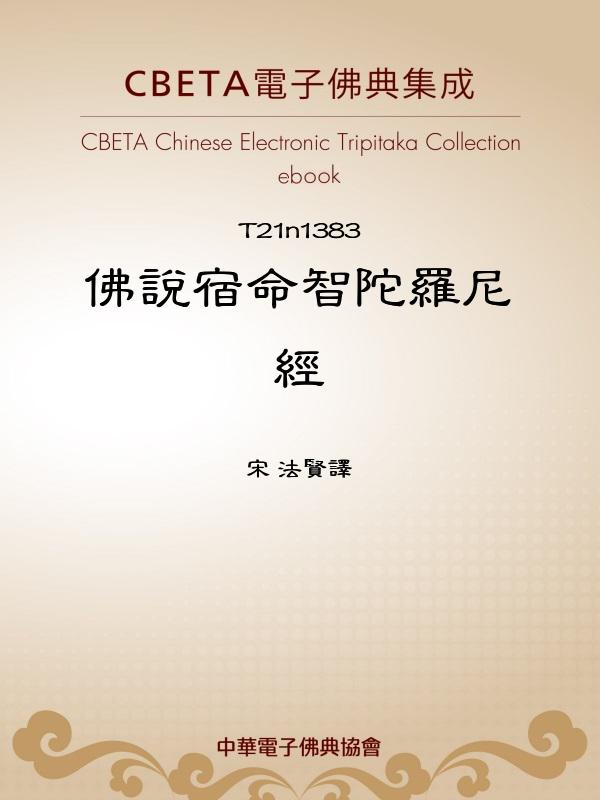 CBETA電子佛典集成
CBETA Chinese Electronic Tripitaka Collection
ebook
T21n1383
佛說宿命智陀羅尼
經
宋 法賢譯
中華電子佛典協會